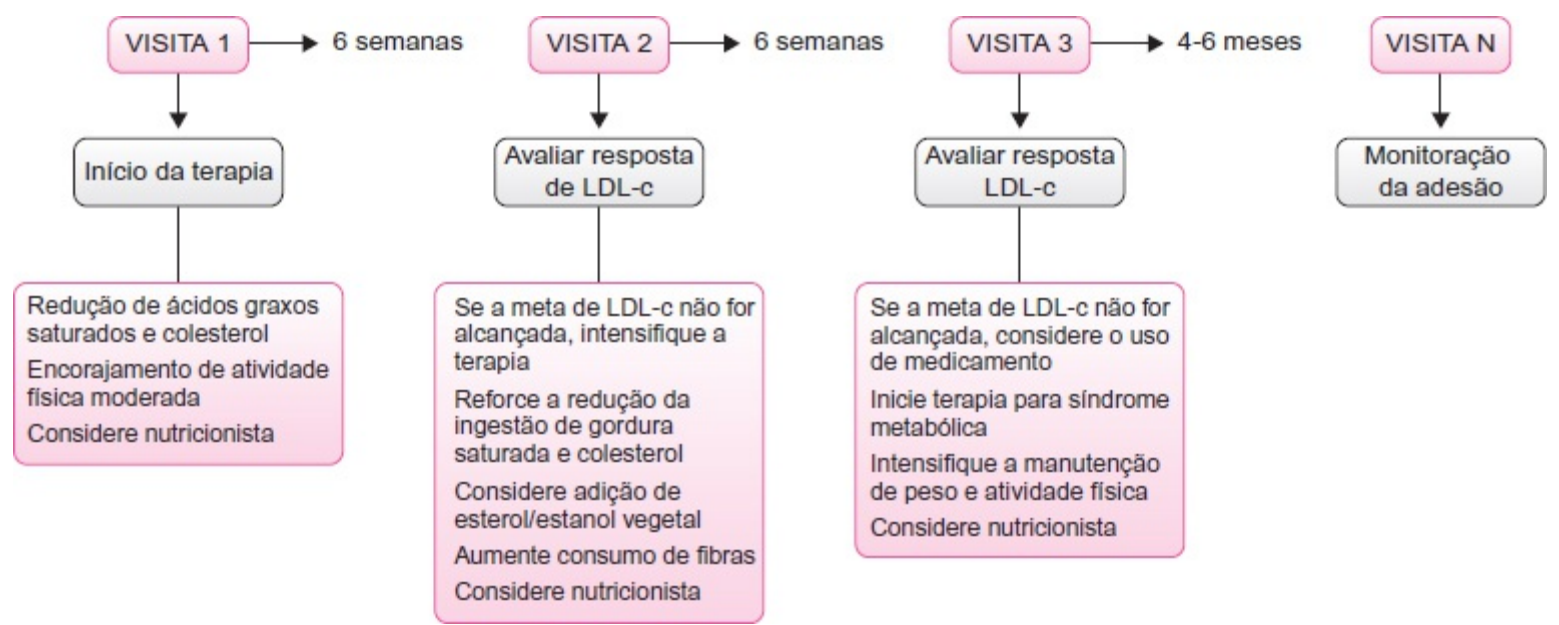 VISITA 1
6 semanas
VISITA 2
6 semanas
VISITA 3
4-6 meses
VISITA N
Início da terapia
Avaliar resposta
de LDL-c
Avaliar resposta
LDL-c
Monitoração
da adesão
Redução de ácidos graxos
saturados e colesterol
Encorajamento de atividade
física moderada
Considere nutricionista
Se a meta de LDL-c não for
alcançada, intensifique a
terapia
Reforce a redução da
ingestão de gordura
saturada e colesterol
Considere adição de
esterol/estanol vegetal
Aumente consumo de fibras
Considere nutricionista
Se a meta de LDL-c não for
alcançada, considere o uso
de medicamento
Inicie terapia para síndrome
metabólica
Intensifique a manutenção
de peso e atividade física
Considere nutricionista